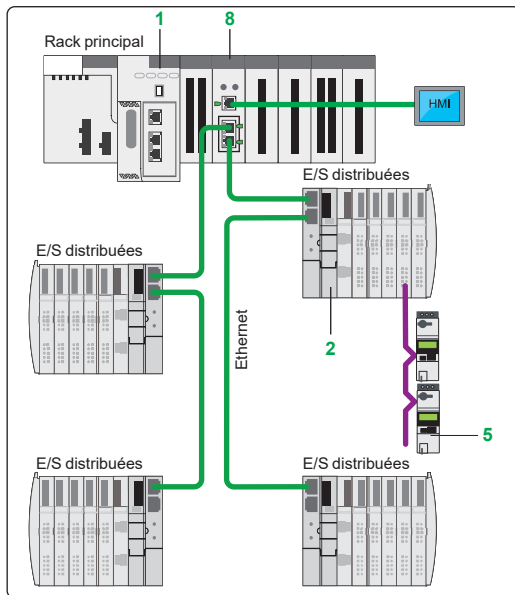 1
8
Rack principal
HMI
E/S distribuées
E/S distribuées
Ethernet
2
5
E/S distribuées
E/S distribuées